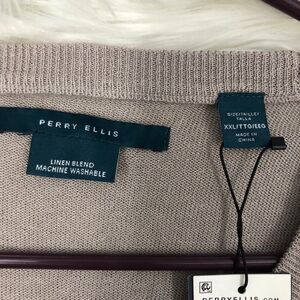 PERRY ELLIS
LINEN BLEND
MACHINE WASHABLE
SIZE/TAILLE/
TALLA
XXL/TTG/EEG
MADE IN
CHINA
PERRYELLIS.COM